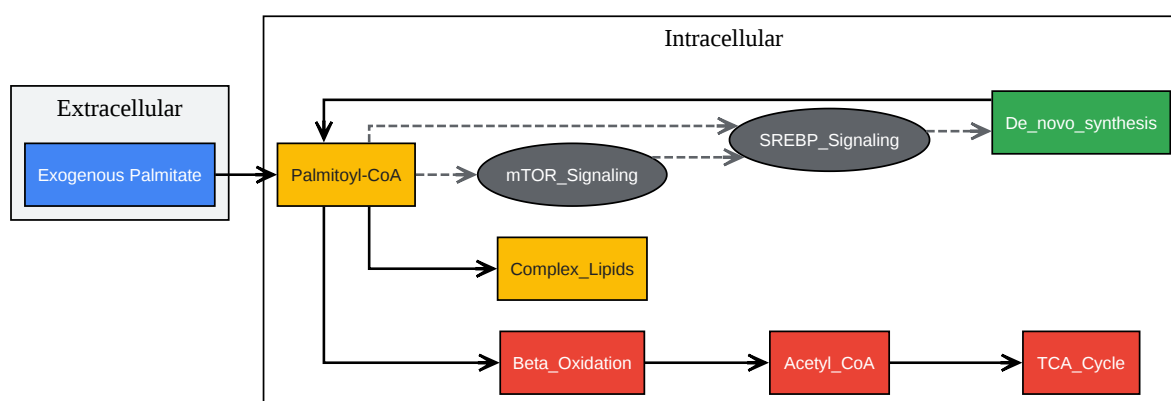 Intracellular
Extracellular
De_novo_synthesis
SREBP_Signaling
Exogenous Palmitate
Palmitoyl-CoA
mTOR_Signaling
Complex_Lipids
Beta_Oxidation
Acetyl_CoA
TCA_Cycle